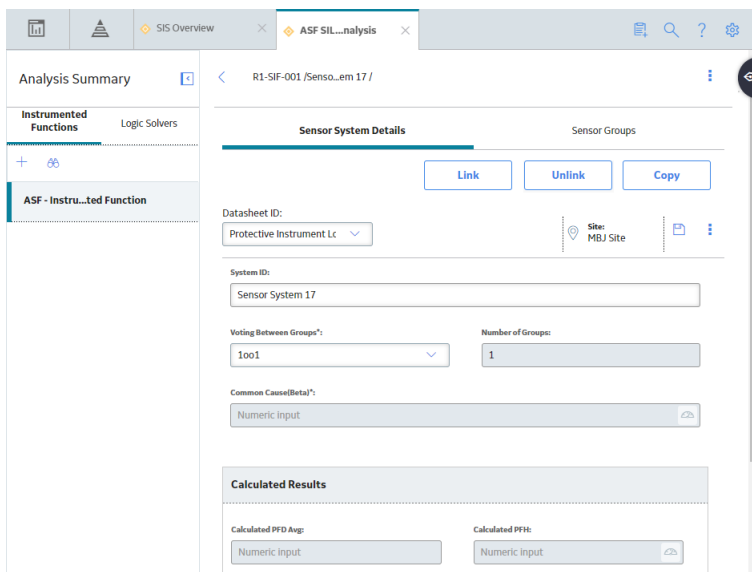 SIS Overview
ASF SIL...nalysis
Analysis Summary
R1-SIF-001 /Senso...em 17 /
Instrumented
Functions
Logic Solvers
Sensor System Details
Sensor Groups
Link
Unlink
Copy
ASF - Instru...ted Function
Datasheet ID:
Protective Instrument Lc
Site:
MBJ Site
System ID:
Sensor System 17
Voting Between Groups*:
Number of Groups:
1oo1
1
Common Cause(Beta)*:
Numeric input
Calculated Results
Calculated PFD Avg:
Calculated PFH:
Numeric input
Numeric input